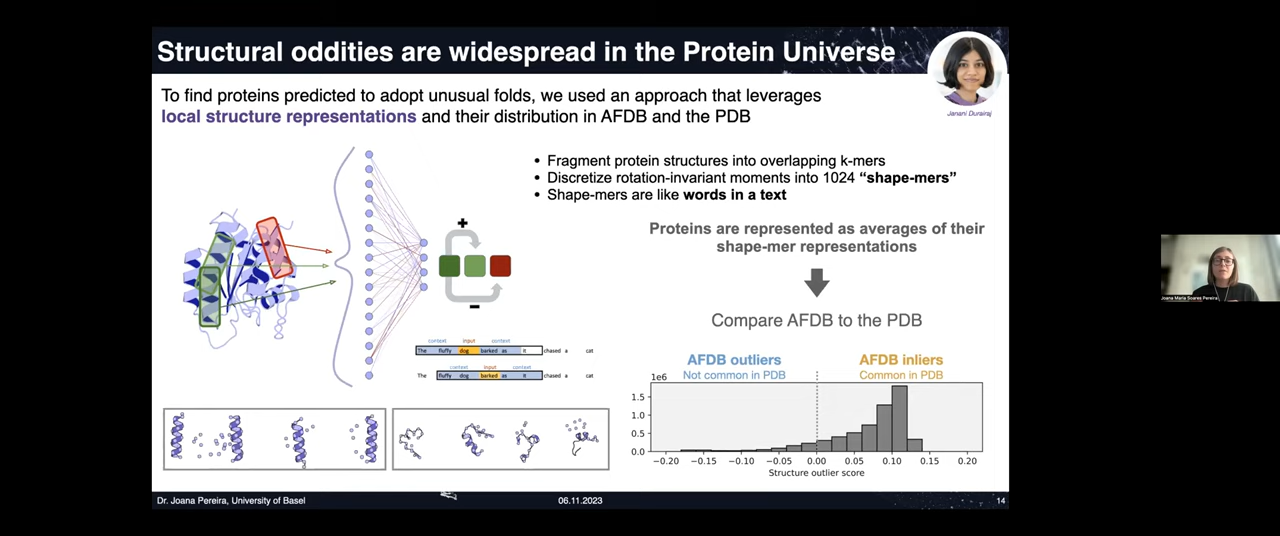 Structural oddities are widespread in the Protein Universe
Janani Durairaj
To find proteins predicted to adopt unusual folds, we used an approach that leverages
local structure representations and their distribution in AFDB and the PDB
• Fragment protein structures into overlapping k-mers
• Discretize rotation-invariant moments into 1024 “shape-mers”
• Shape-mers are like words in a text
+
−
Proteins are represented as averages of their
shape-mer representations
Compare AFDB to the PDB
context input context
The fluffy dog barked as it chased a cat
context input context
The fluffy dog barked as it chased a cat
AFDB outliers
Not common in PDB
AFDB inliers
Common in PDB
1e6
1.5
1.0
0.5
0.0
−0.20 −0.15 −0.10 −0.05 0.00 0.05 0.10 0.15 0.20
Structure outlier score
Dr. Joana Pereira, University of Basel 06.11.2023 14
Joana Maria Soares Pereira